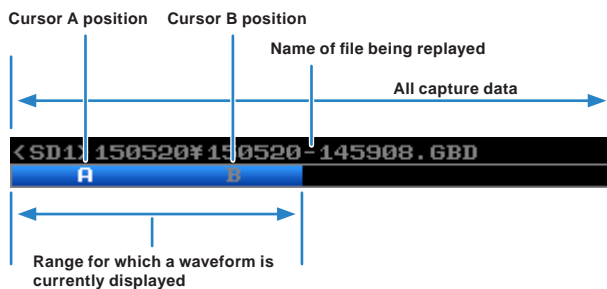 Cursor A position Cursor B position
Name of file being replayed
All capture data
<SD1>150520¥150520-145908.GBD
A B
Range for which a waveform is
currently displayed